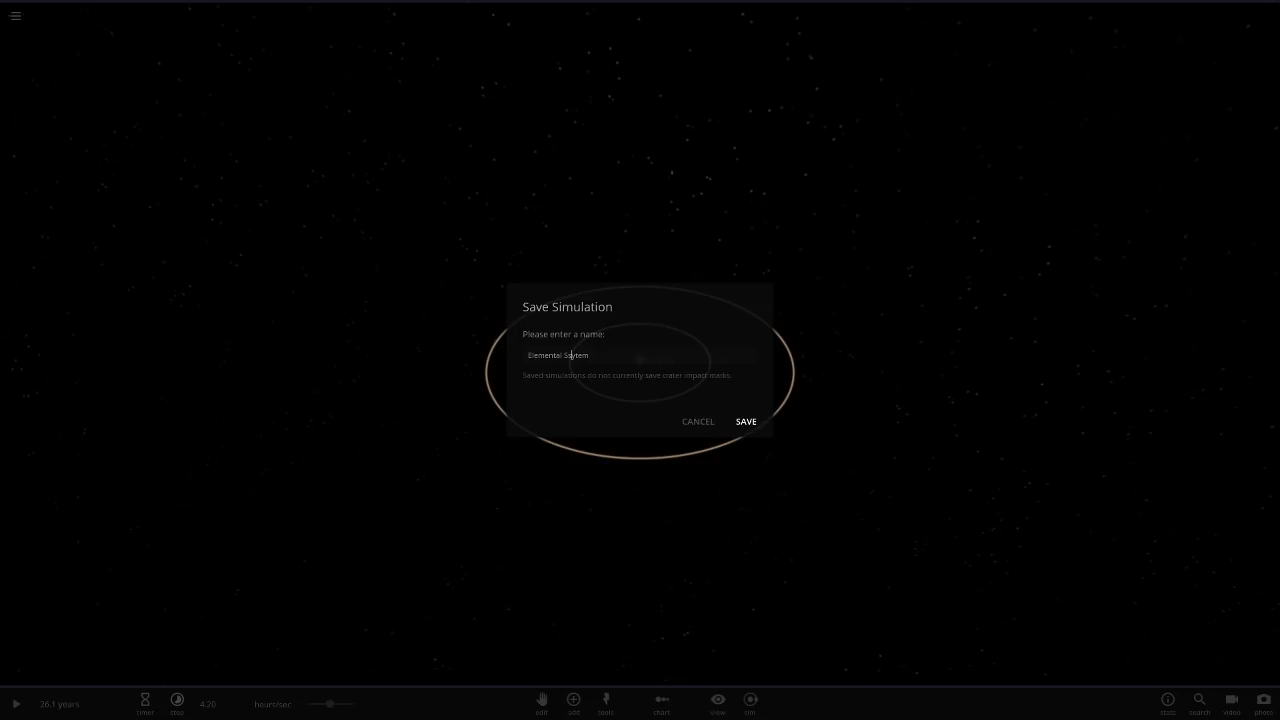 Save Simulation
Please enter a name:
Elemental Ssytem
Saved simulations do not currently save crater impact marks.
CANCEL SAVE
26.1 years
4.20 hours/sec
timer step edit add tools chart view sim stats search video photo